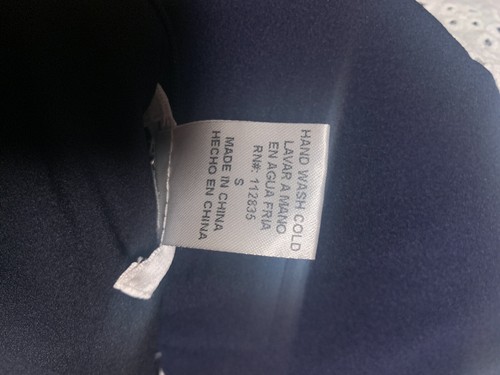 HAND WASH COLD
LAVAR A MANO
EN AGUA FRIA
RN#: 112835
S
MADE IN CHINA
HECHO EN CHINA